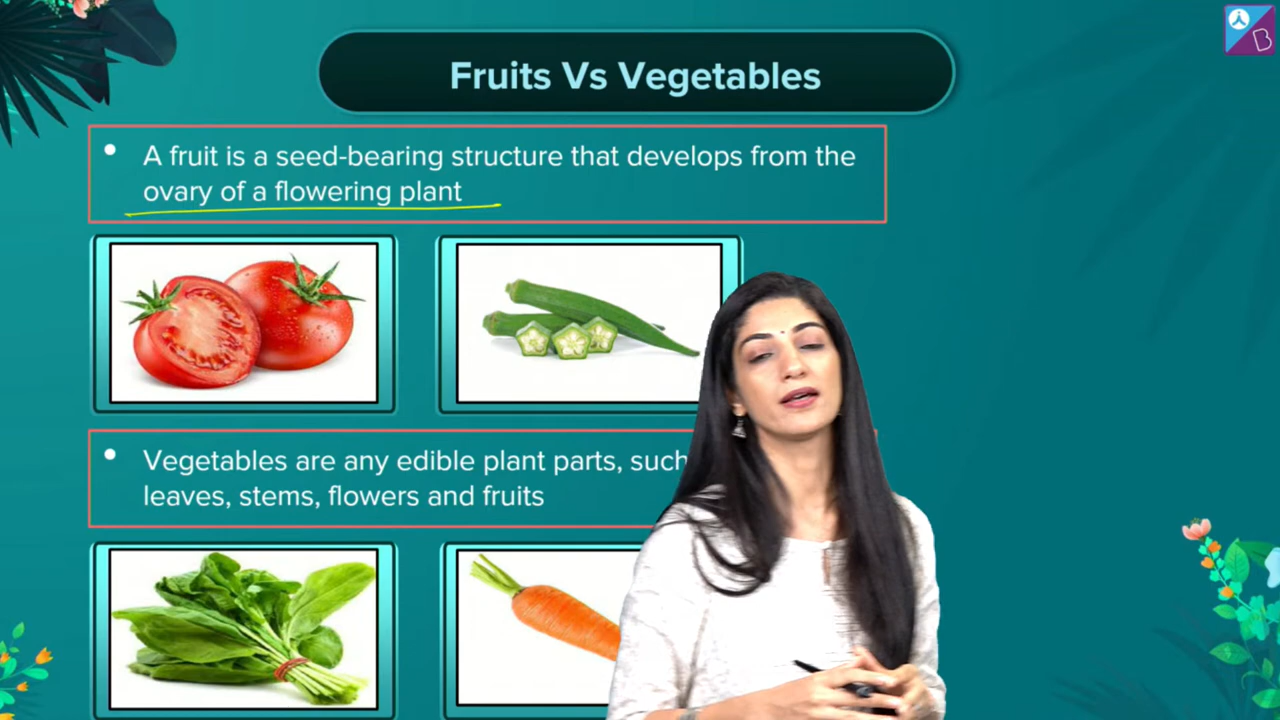 Fruits Vs Vegetables
• A fruit is a seed-bearing structure that develops from the
ovary of a flowering plant
• Vegetables are any edible plant parts, such
leaves, stems, flowers and fruits
B